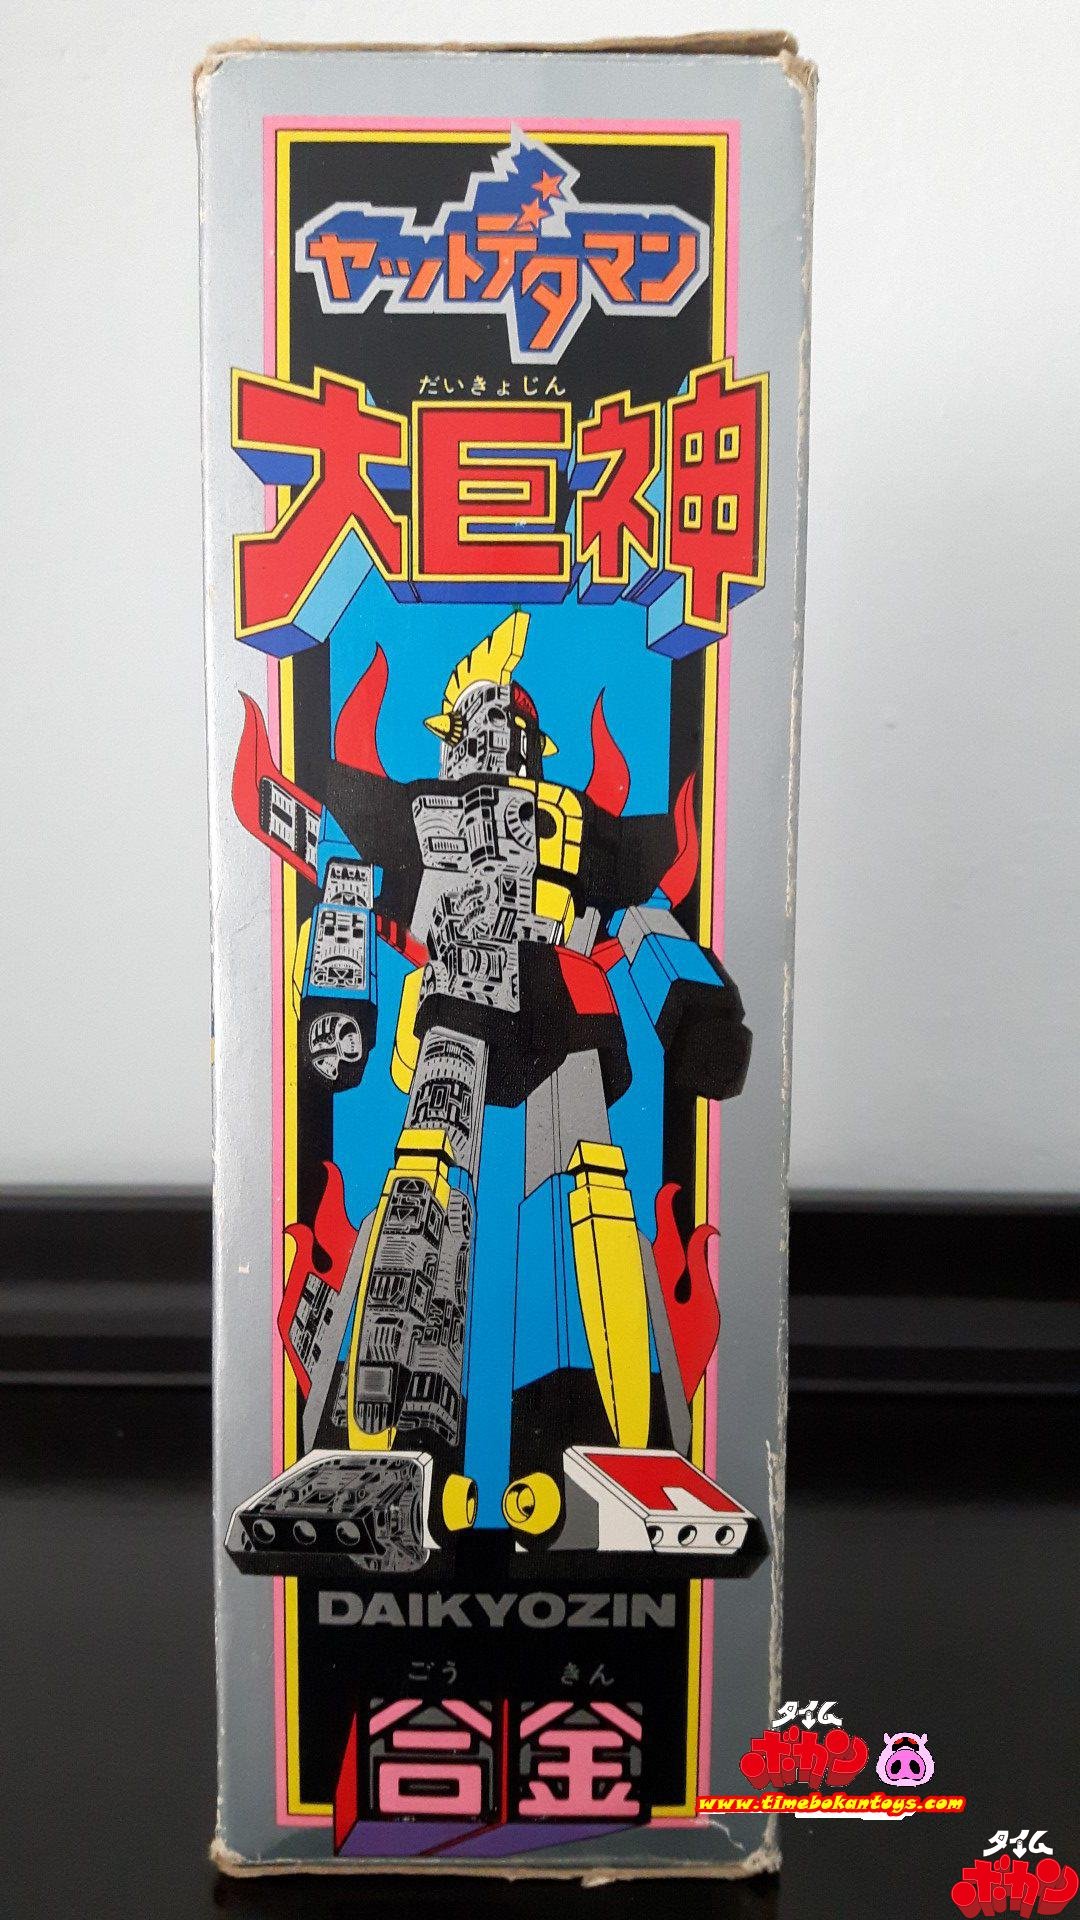 ヤットデタマン
だいきょじん
大巨神
DAIKYOZIN
ごう きん
合金
タイム
ボカン
www.timebokantoys.com
タイム
ボカン